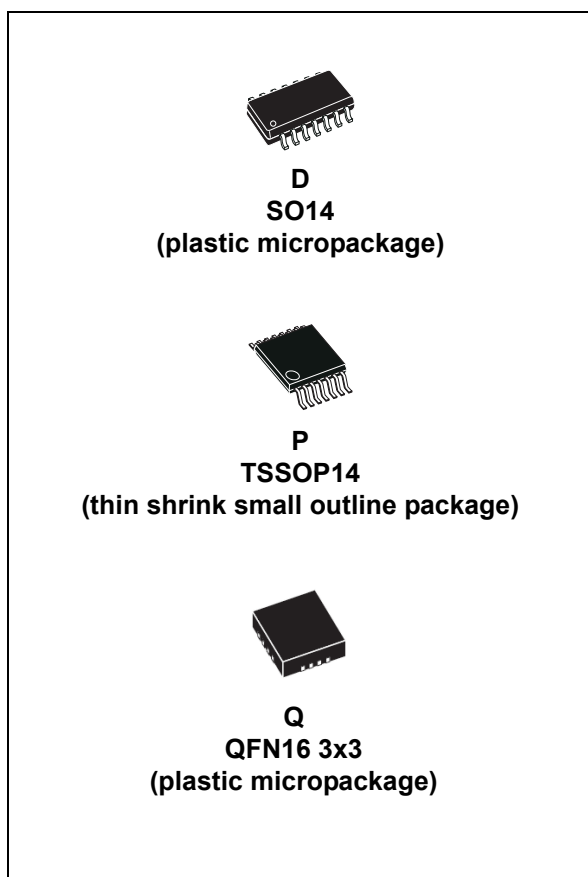 D
SO14
(plastic micropackage)
P
TSSOP14
(thin shrink small outline package)
Q
QFN16 3x3
(plastic micropackage)